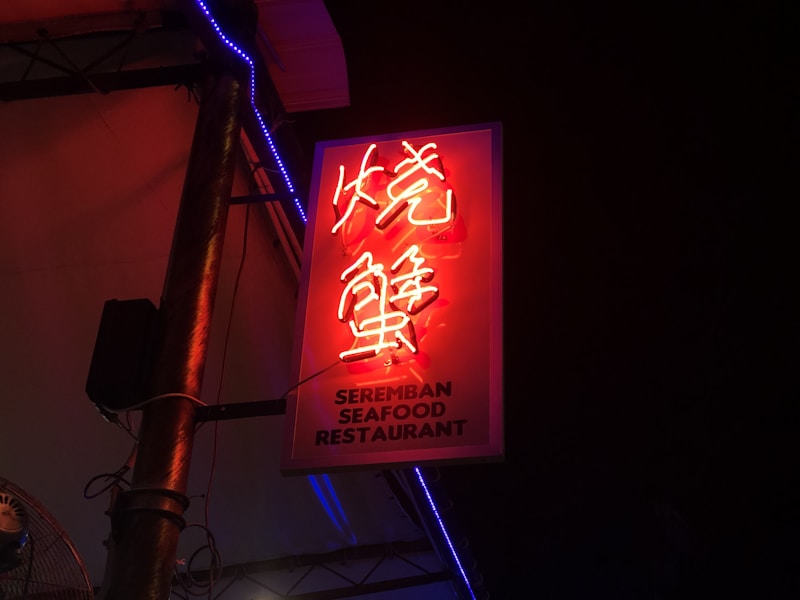 烧
蟹
SEREMBAN
SEAFOOD
RESTAURANT